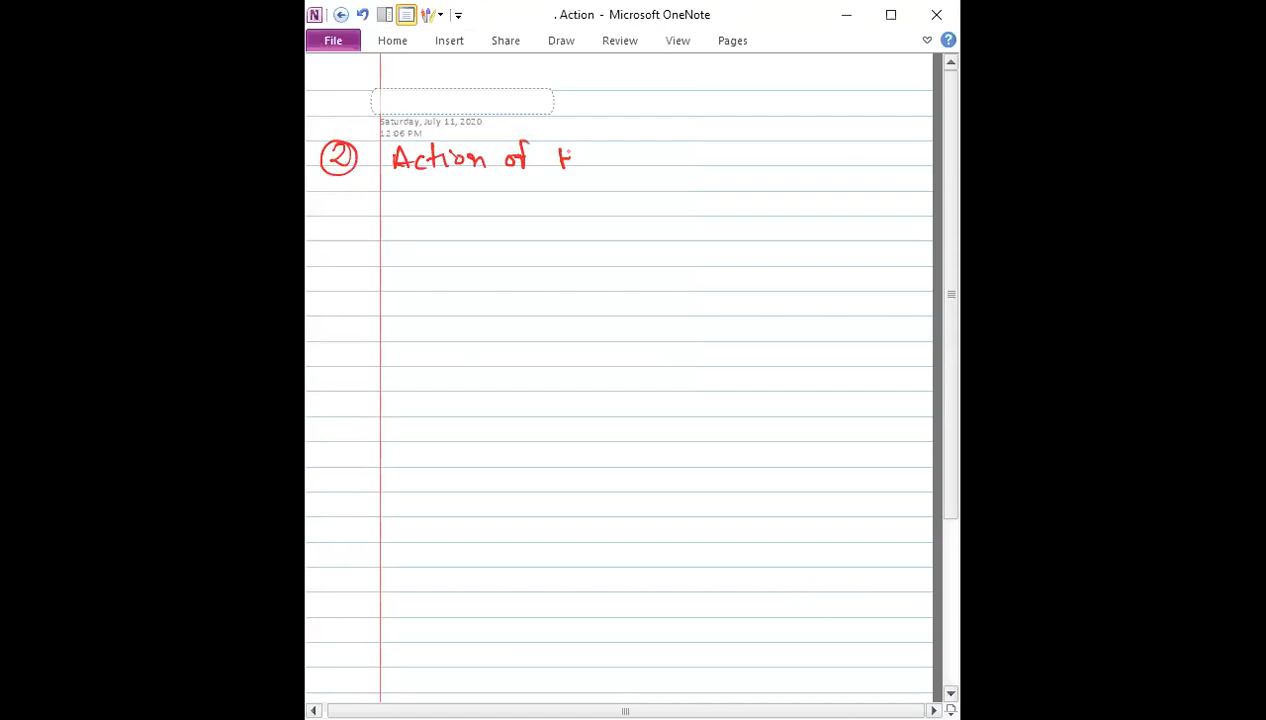 . Action - Microsoft OneNote
File Home Insert Share Draw Review View Pages
Saturday, July 11, 2020
12:06 PM
② Action of